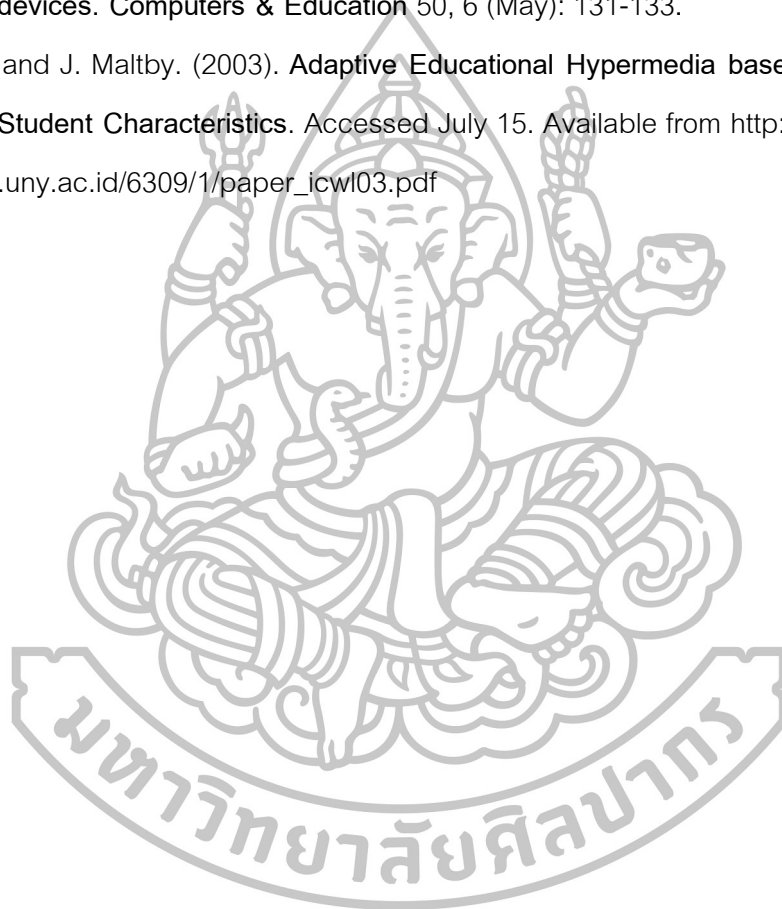 devices. Computers & Education 50, 6 (May): 131-133.
and J. Maltby. (2003). Adaptive Educational Hypermedia base
Student Characteristics. Accessed July 15. Available from http:
.uny.ac.id/6309/1/paper_icwl03.pdf
มหาวิทยาลัยศิลปากร